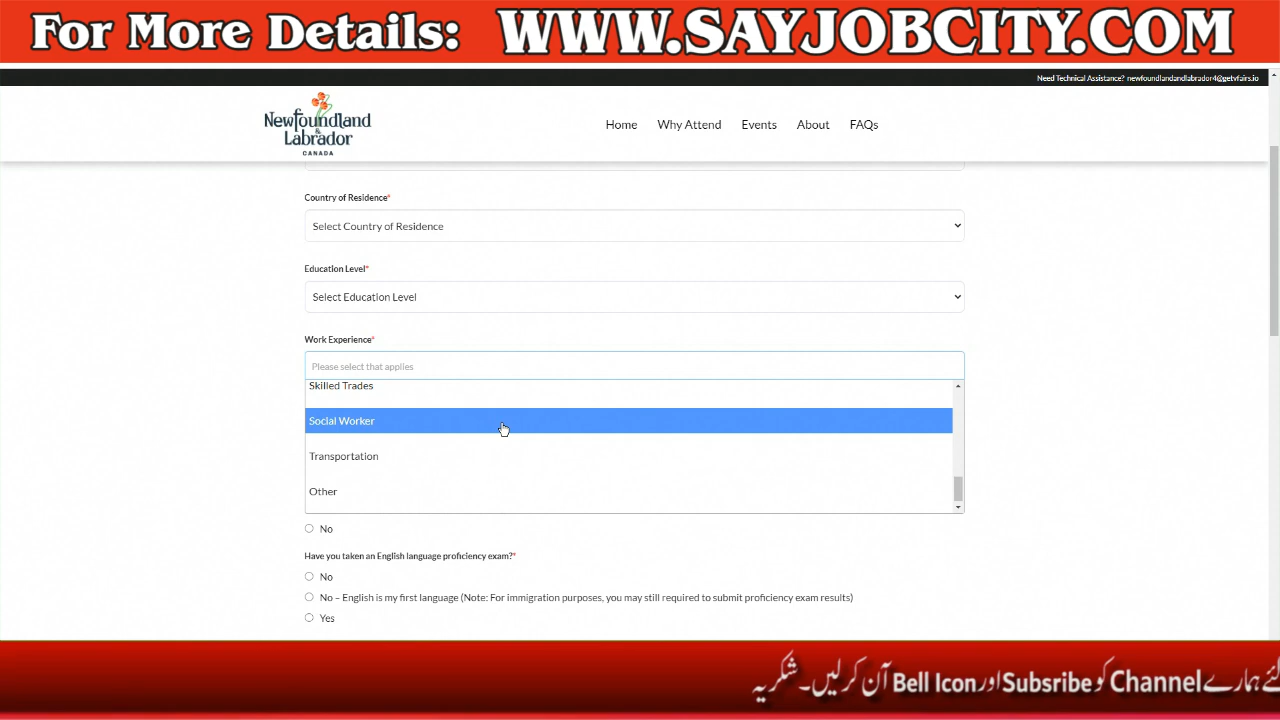 For More Details: WWW.SAYJOBCITY.COM
Need Technical Assistance? newfoundlandandlabrador4@getvfairs.io
Newfoundland & Labrador
CANADA
Home Why Attend Events About FAQs
Country of Residence*
Select Country of Residence
Education Level*
Select Education Level
Work Experience*
Please select that applies
Skilled Trades
Social Worker
Transportation
Other
No
Have you taken an English language proficiency exam?*
No
No – English is my first language (Note: For immigration purposes, you may still required to submit proficiency exam results)
Yes
ہمارے Channel کو Subsribe اور Bell Icon آن کر لیں۔ شکریہ